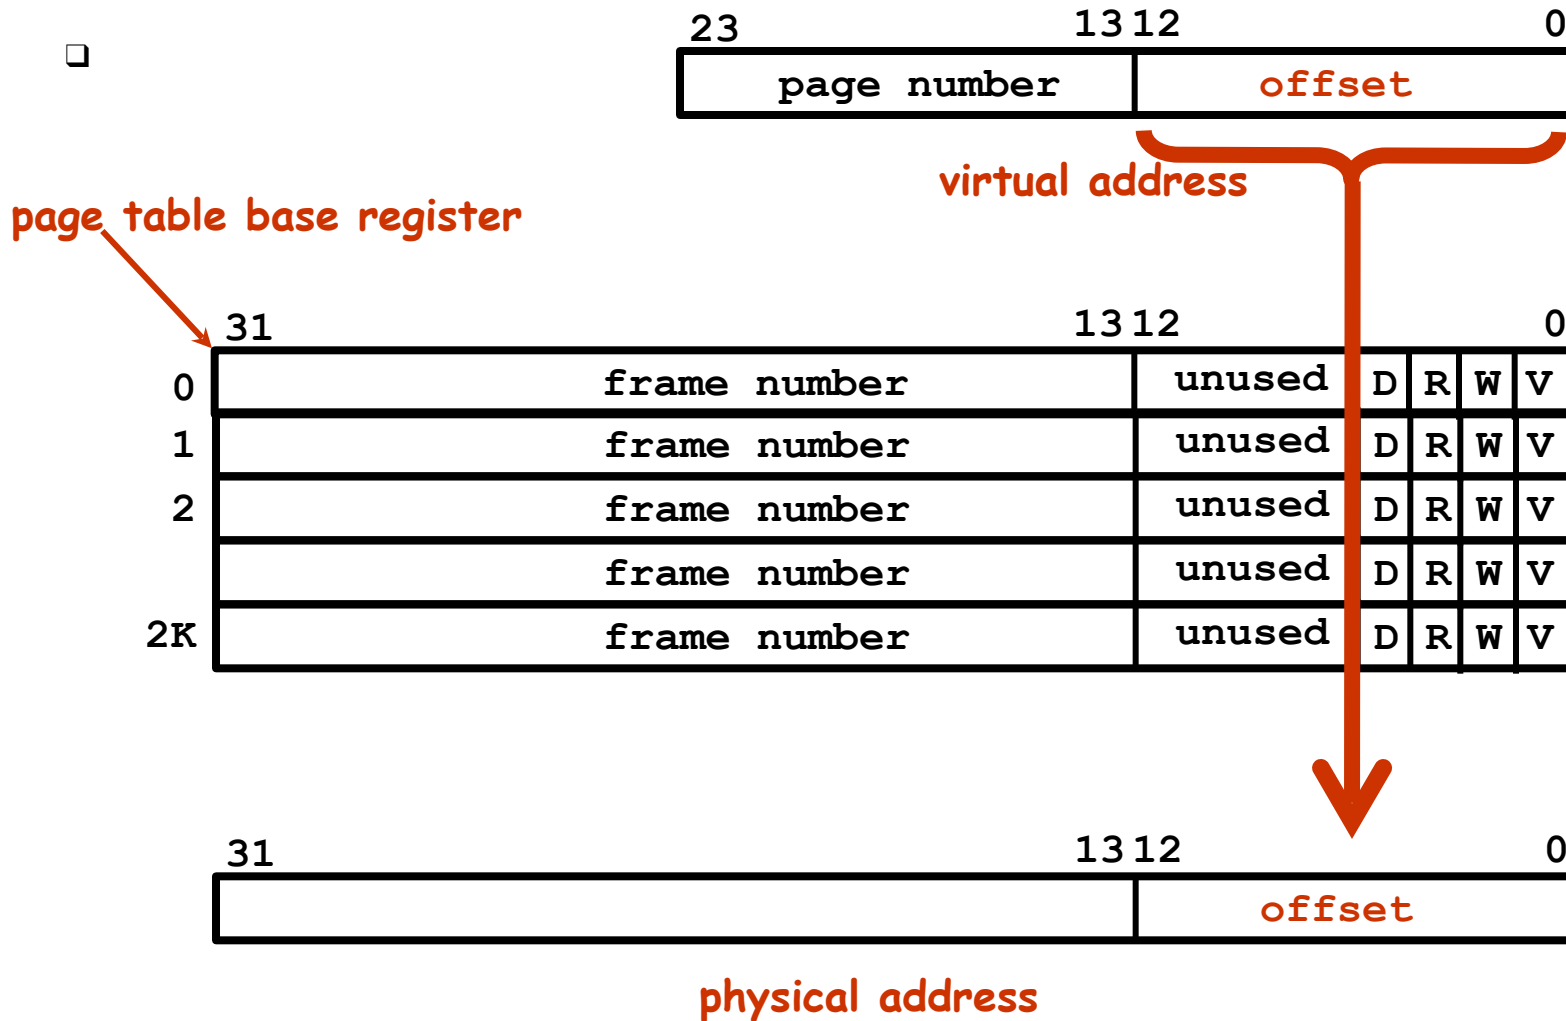 23 13 12 0
page number offset
virtual address
page table base register
31 13 12 0
0 frame number unused D R W V
1 frame number unused D R W V
2 frame number unused D R W V
frame number unused D R W V
2K frame number unused D R W V
31 13 12 0
offset
physical address